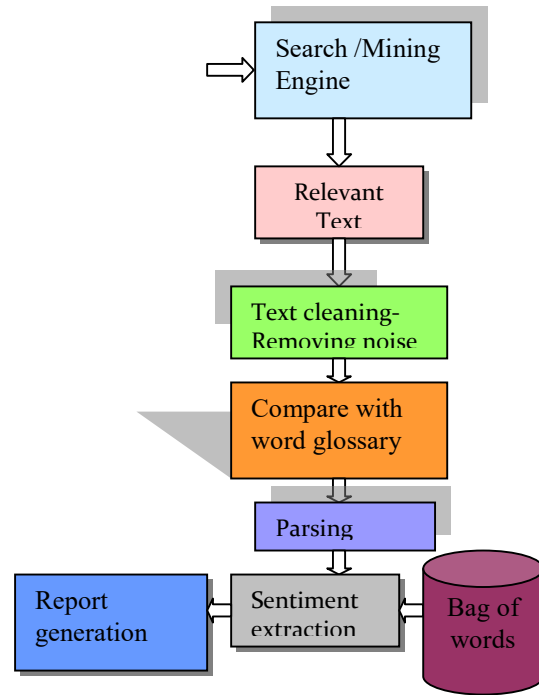 Search /Mining
Engine
Relevant
Text
Text cleaning-
Removing noise
Compare with
word glossary
Parsing
Report
generation
Sentiment
extraction
Bag of
words